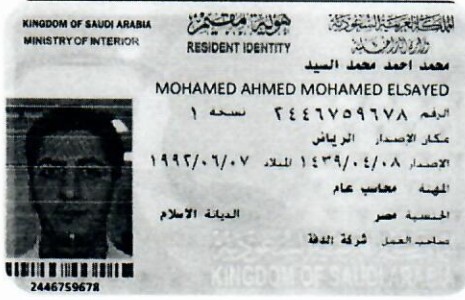 KINGDOM OF SAUDI ARABIA
MINISTRY OF INTERIOR
هوية مقيم
RESIDENT IDENTITY
المملكة العربية السعودية
وزارة الداخلية
محمد احمد محمد السيد
MOHAMED AHMED MOHAMED ELSAYED
الرقم ٢٤٤٦٧٥٩٦٧٨ نسخة ١
مكان الإصدار الرياض
الإصدار ١٤٣٩/٠٤/٠٨ الميلاد ١٩٩٢/٠٦/٠٧
المهنة محاسب عام
الجنسية مصر الديانة الاسلام
صاحب العمل شركة الدفة
2446759678
KINGDOM OF SAUDI ARABIA